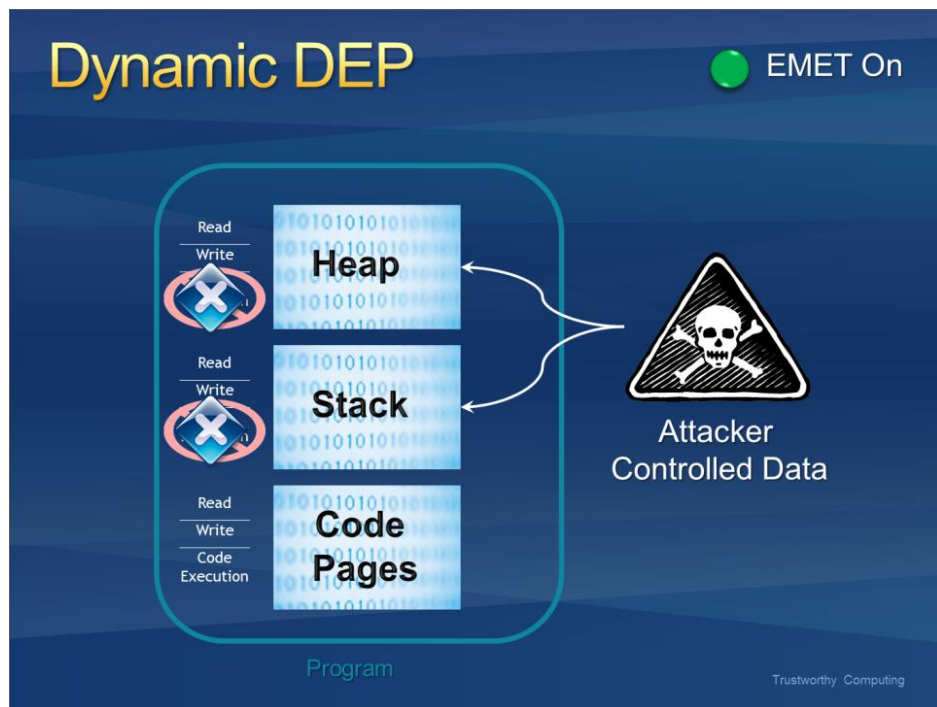 Dynamic DEP
EMET On
Read
Write
Heap
Read
Write
Stack
Read
Write
Code
Execution
Code
Pages
Attacker
Controlled Data
Program
Trustworthy Computing